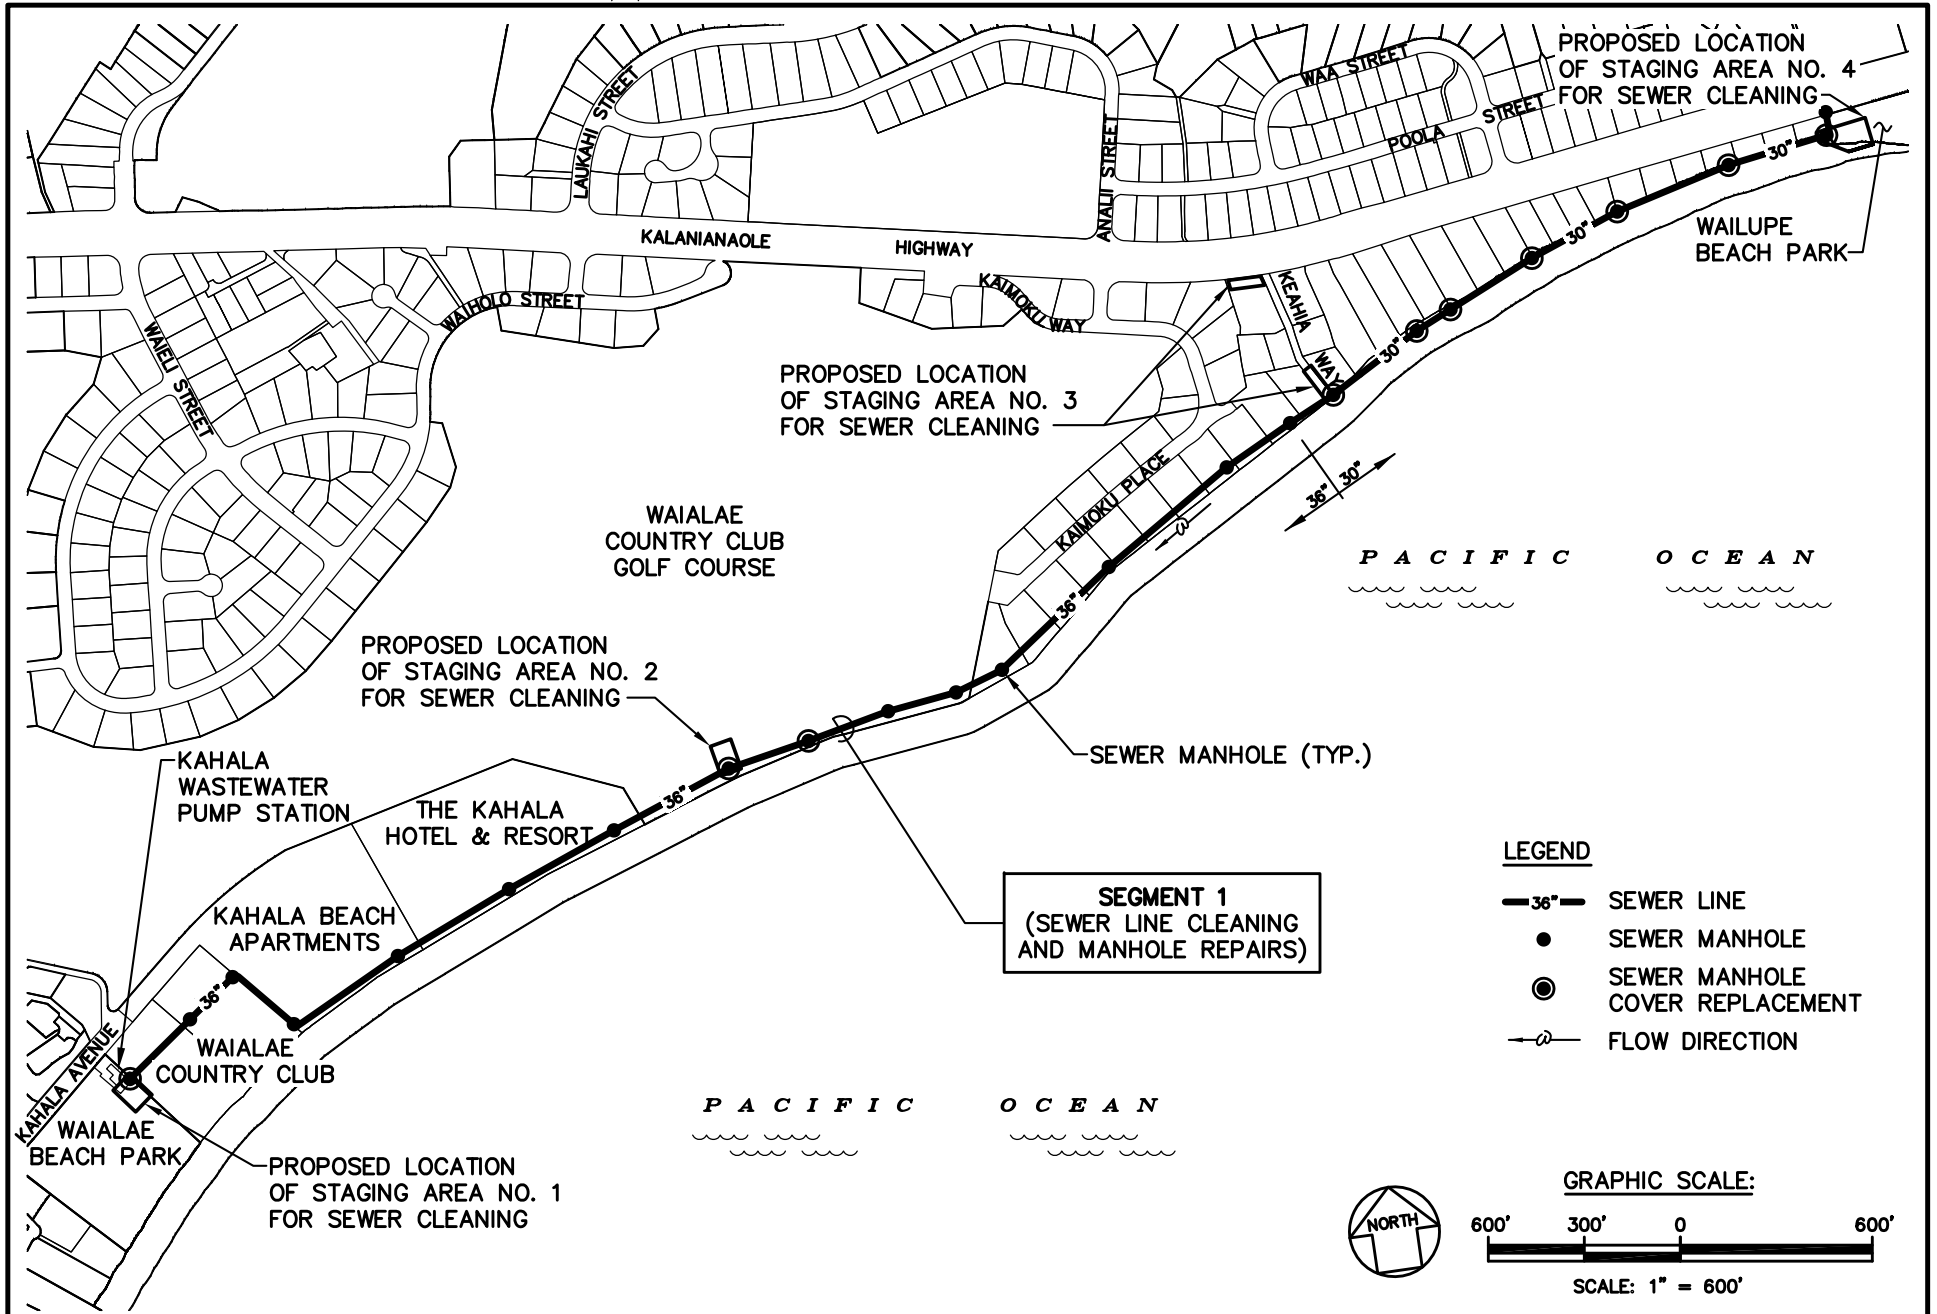 PROPOSED LOCATION
OF STAGING AREA NO. 4
FOR SEWER CLEANING
WAA STREET
POOLA STREET
LAUKAHI STREET
ANALII STREET
30"
WAILUPE
BEACH PARK
KALANIANAOLE HIGHWAY
30"
KEAHIA WAY
KAIMOKU WAY
WAIHOLO STREET
WAIELI STREET
30"
PROPOSED LOCATION
OF STAGING AREA NO. 3
FOR SEWER CLEANING
KAIMOKU PLACE
36" 30"
WAIALAE
COUNTRY CLUB
GOLF COURSE
ω
PACIFIC OCEAN
36"
PROPOSED LOCATION
OF STAGING AREA NO. 2
FOR SEWER CLEANING
SEWER MANHOLE (TYP.)
KAHALA
WASTEWATER
PUMP STATION
36"
THE KAHALA
HOTEL & RESORT
SEGMENT 1
(SEWER LINE CLEANING
AND MANHOLE REPAIRS)
KAHALA BEACH
APARTMENTS
36"
WAIALAE
COUNTRY CLUB
KAHALA AVENUE
WAIALAE
BEACH PARK
PROPOSED LOCATION
OF STAGING AREA NO. 1
FOR SEWER CLEANING
PACIFIC OCEAN
LEGEND
36" SEWER LINE
SEWER MANHOLE
SEWER MANHOLE
COVER REPLACEMENT
ω FLOW DIRECTION
NORTH
GRAPHIC SCALE:
600' 300' 0 600'
SCALE: 1" = 600'